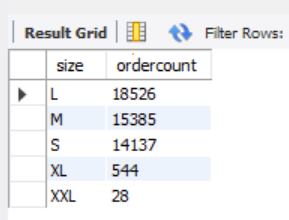 Result Grid Filter Rows:
size ordercount
L 18526
M 15385
S 14137
XL 544
XXL 28